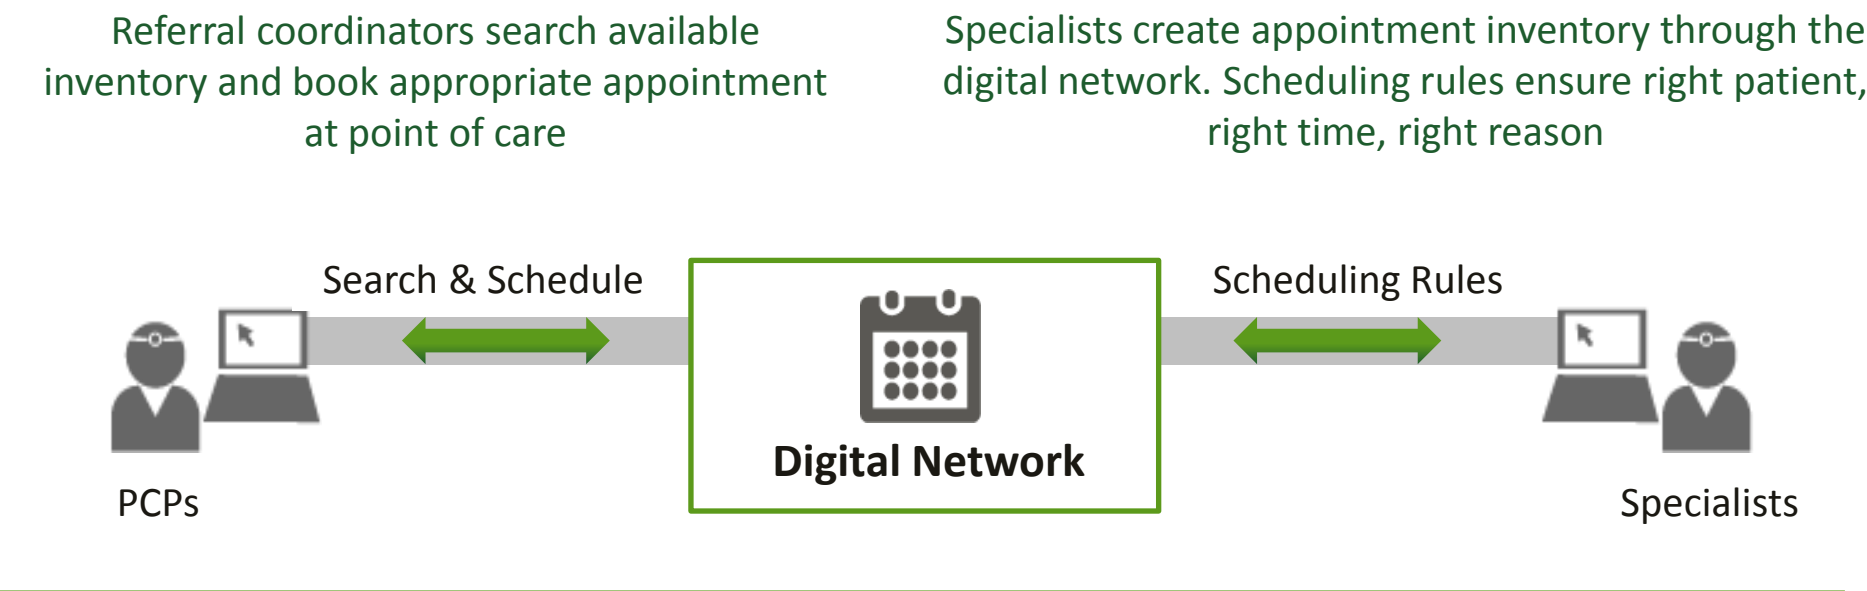 Referral coordinators search available
inventory and book appropriate appointment
at point of care
Specialists create appointment inventory through the
digital network. Scheduling rules ensure right patient,
right time, right reason
Search & Schedule
Scheduling Rules
Digital Network
PCPs
Specialists